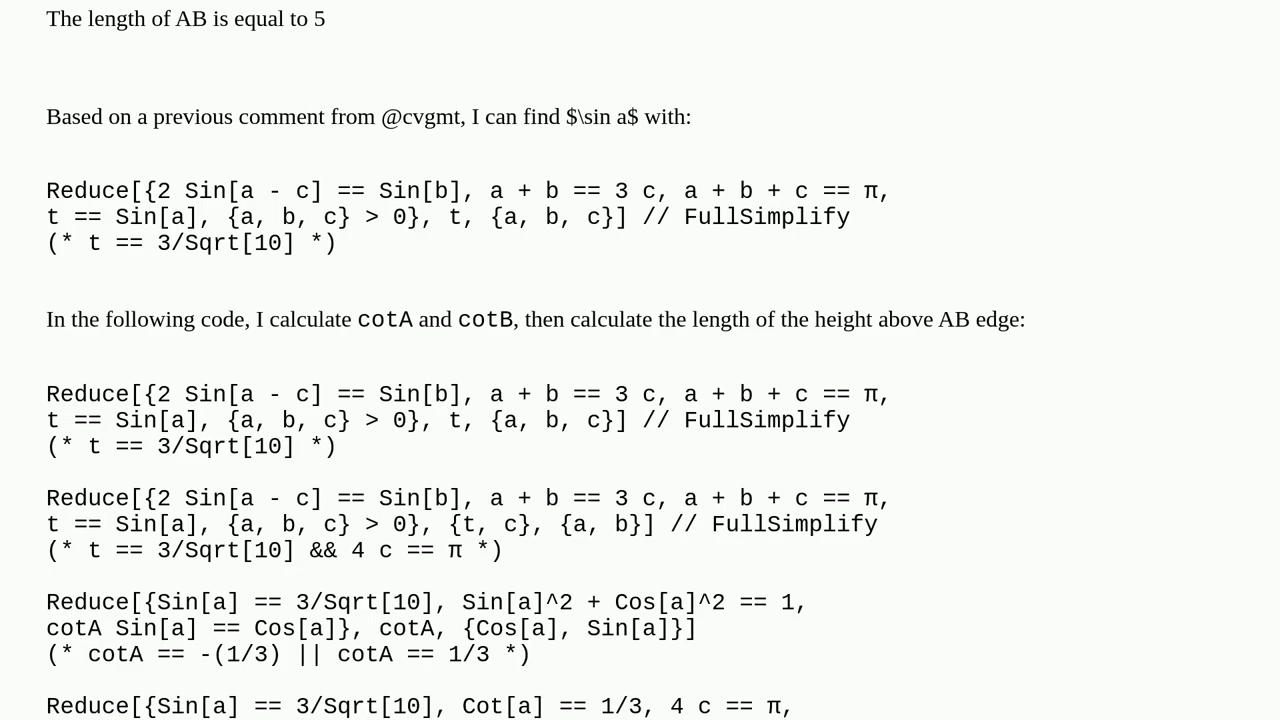 The length of AB is equal to 5
Based on a previous comment from @cvgmt, I can find $\sin a$ with:
Reduce[{2 Sin[a - c] == Sin[b], a + b == 3 c, a + b + c == π,
t == Sin[a], {a, b, c} > 0}, t, {a, b, c}] // FullSimplify
(* t == 3/Sqrt[10] *)
In the following code, I calculate cotA and cotB, then calculate the length of the height above AB edge:
Reduce[{2 Sin[a - c] == Sin[b], a + b == 3 c, a + b + c == π,
t == Sin[a], {a, b, c} > 0}, t, {a, b, c}] // FullSimplify
(* t == 3/Sqrt[10] *)
Reduce[{2 Sin[a - c] == Sin[b], a + b == 3 c, a + b + c == π,
t == Sin[a], {a, b, c} > 0}, {t, c}, {a, b}] // FullSimplify
(* t == 3/Sqrt[10] && 4 c == π *)
Reduce[{Sin[a] == 3/Sqrt[10], Sin[a]^2 + Cos[a]^2 == 1,
cotA Sin[a] == Cos[a]}, cotA, {Cos[a], Sin[a]}]
(* cotA == -(1/3) || cotA == 1/3 *)
Reduce[{Sin[a] == 3/Sqrt[10], Cot[a] == 1/3, 4 c == π,